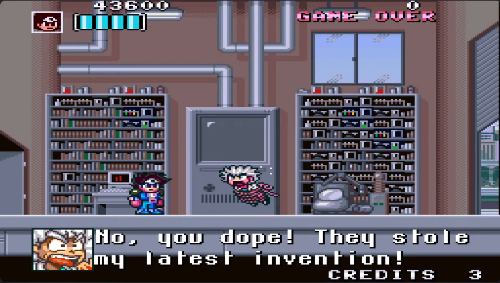 43600
0
GAME OVER
No, you dope! They stole
my latest invention!
CREDITS 3